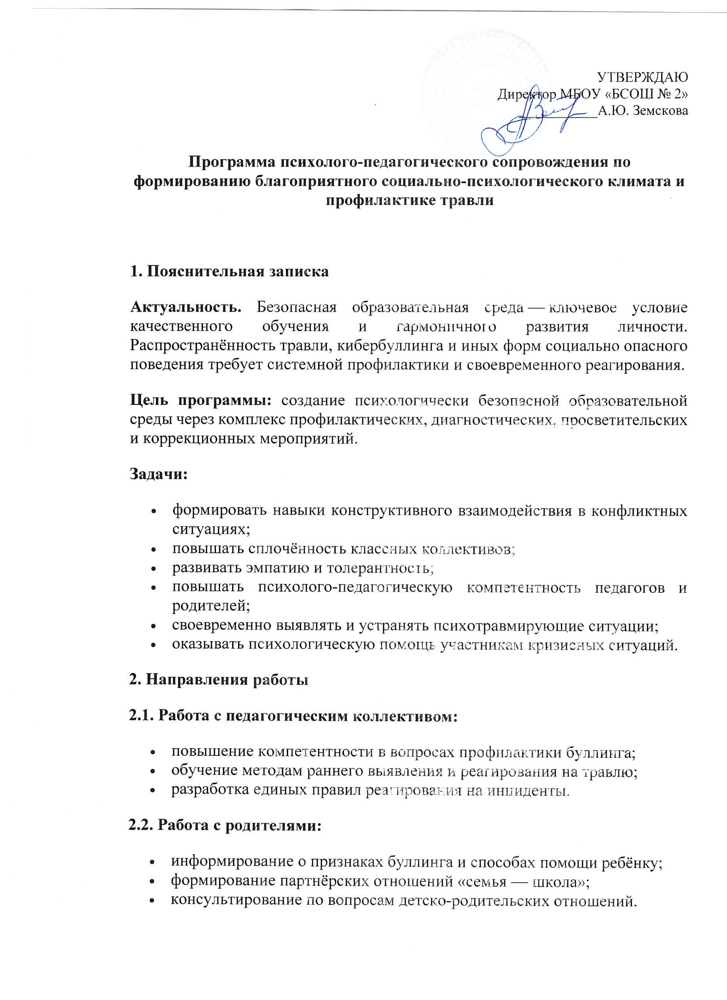 УТВЕРЖДАЮ
Директор МБОУ «БСОШ № 2»
__________А.Ю. Земскова
Программа психолого-педагогического сопровождения по
формированию благоприятного социально-психологического климата и
профилактике травли
1. Пояснительная записка
Актуальность. Безопасная образовательная среда — ключевое условие
качественного обучения и гармоничного развития личности.
Распространённость травли, кибербуллинга и иных форм социально опасного
поведения требует системной профилактики и своевременного реагирования.
Цель программы: создание психологически безопасной образовательной
среды через комплекс профилактических, диагностических, просветительских
и коррекционных мероприятий.
Задачи:
• формировать навыки конструктивного взаимодействия в конфликтных
ситуациях;
• повышать сплочённость классных коллективов;
• развивать эмпатию и толерантность;
• повышать психолого-педагогическую компетентность педагогов и
родителей;
• своевременно выявлять и устранять психотравмирующие ситуации;
• оказывать психологическую помощь участникам кризисных ситуаций.
2. Направления работы
2.1. Работа с педагогическим коллективом:
• повышение компетентности в вопросах профилактики буллинга;
• обучение методам раннего выявления и реагирования на травлю;
• разработка единых правил реагирования на инциденты.
2.2. Работа с родителями:
• информирование о признаках буллинга и способах помощи ребёнку;
• формирование партнёрских отношений «семья — школа»;
• консультирование по вопросам детско-родительских отношений.